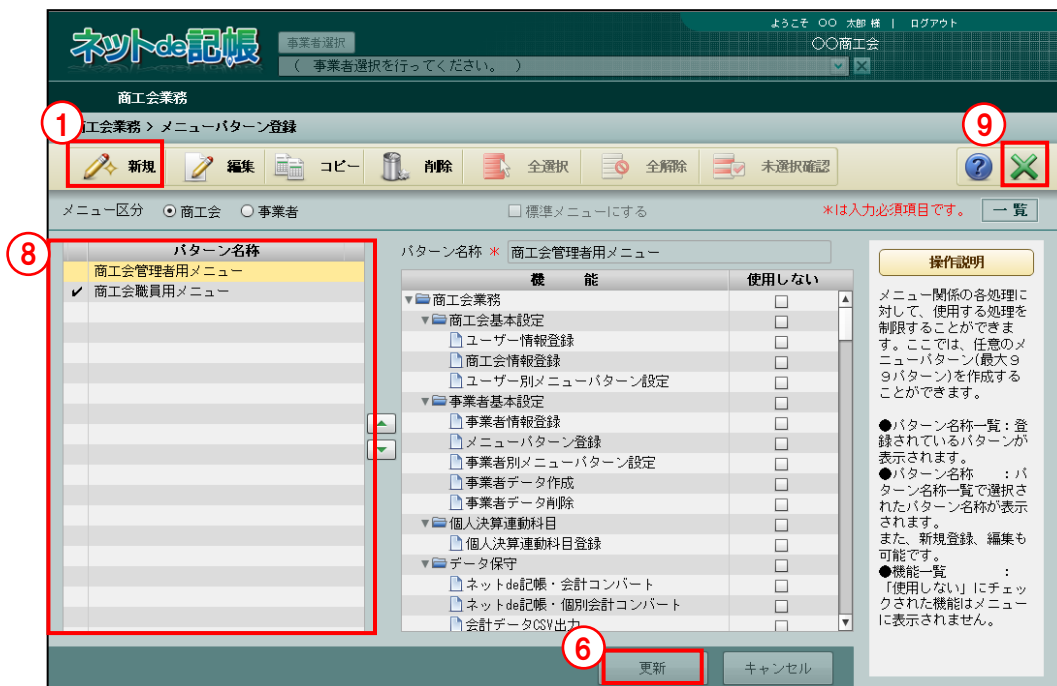 ようこそ 〇〇 太郎 様 | ログアウト
ネットde記帳
事業者選択
〇〇商工会
( 事業者選択を行ってください。 )
商工会業務
①
商工会業務 > メニューパターン登録
⑨
新規 編集 コピー 削除 全選択 全解除 未選択確認
メニュー区分 商工会 事業者 標準メニューにする *は入力必須項目です。 一覧
⑧
パターン名称
商工会管理者用メニュー
✔ 商工会職員用メニュー
パターン名称 * 商工会管理者用メニュー
機 能 使用しない
商工会業務
商工会基本設定
ユーザー情報登録
商工会情報登録
ユーザー別メニューパターン設定
事業者基本設定
事業者情報登録
メニューパターン登録
事業者別メニューパターン設定
事業者データ作成
事業者データ削除
個人決算連動科目
個人決算連動科目登録
データ保守
ネットde記帳・会計コンバート
ネットde記帳・個別会計コンバート
会計データCSV出力
操作説明
メニュー関係の各処理に
対して、使用する処理を
制限することができま
す。ここでは、任意のメ
ニューパターン(最大9
9パターン)を作成する
ことができます。
●パターン名称一覧：登
録されているパターンが
表示されます。
●パターン名称 ：パ
ターン名称一覧で選択さ
れたパターン名称が表示
されます。
また、新規登録、編集も
可能です。
●機能一覧 ：
「使用しない」にチェッ
クされた機能はメニュー
に表示されません。
⑥
更新 キャンセル